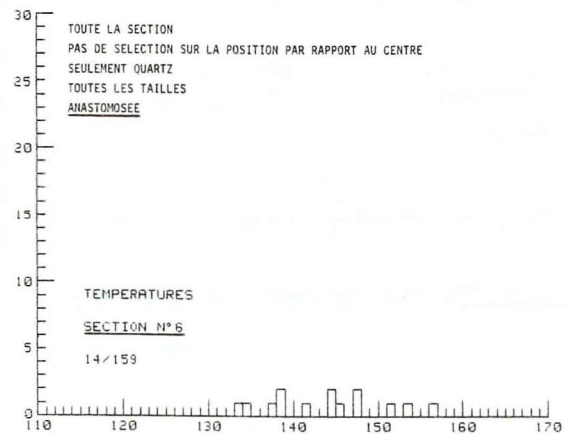 30
TOUTE LA SECTION
PAS DE SELECTION SUR LA POSITION PAR RAPPORT AU CENTRE
25
SEULEMENT QUARTZ
TOUTES LES TAILLES
ANASTOMOSEE
20
15
10
TEMPERATURES
SECTION N°6
5
14/159
0
110 120 130 140 150 160 170